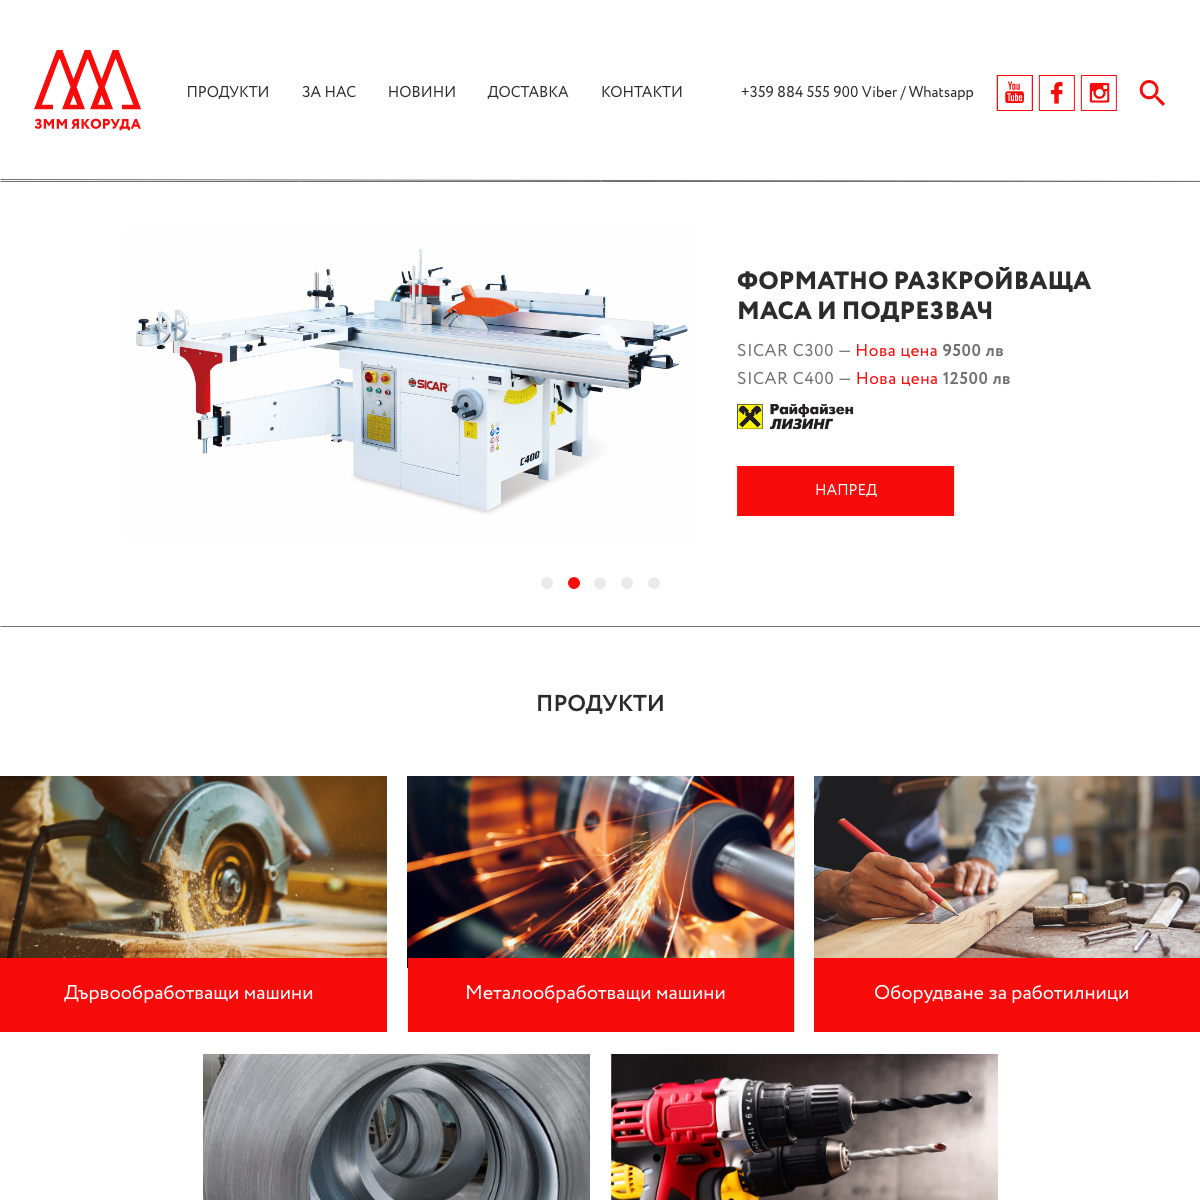 ЗММ ЯКОРУДА
ПРОДУКТИ ЗА НАС НОВИНИ ДОСТАВКА КОНТАКТИ +359 884 555 900 Viber / Whatsapp
You
Tube
ФОРМАТНО РАЗКРОЙВАЩА
МАСА И ПОДРЕЗВАЧ
SICAR C300 — Нова цена 9500 лв
SICAR C400 — Нова цена 12500 лв
Райфайзен
ЛИЗИНГ
НАПРЕД
SICAR
C400
ПРОДУКТИ
Дървообработващи машини
Металообработващи машини
Оборудване за работилници